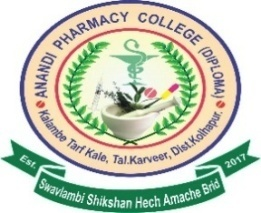 ANANDI PHARMACY COLLEGE (DIPLOMA)
Kalambe Tarf Kale, Tal.Karveer, Dist.Kolhapur.
Est. 2017
Swavlambi Shikshan Hech Amache Brid